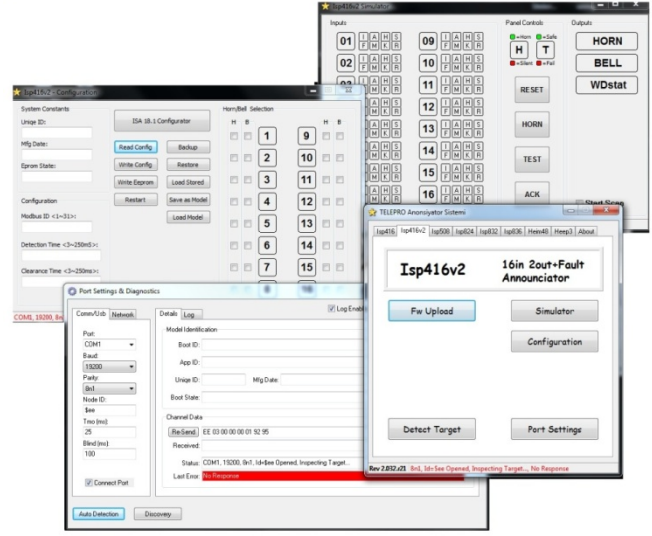 Isp416v2 Simulator
Inputs
Panel Controls
Outputs
01 I A H S F M K R
09 I A H S F M K R
=Horn =Safe
H T
=Silent =Fail
HORN
02 I A H S F M K R
10 I A H S F M K R
BELL
11 I A H S F M K R
RESET
WDstat
12 I A H S F M K R
13 I A H S F M K R
HORN
14 I A H S F M K R
TEST
15 I A H S F M K R
16 I A H S F M K R
ACK
Start Scan
Isp416v2 - Configuration
System Constants
Horn/Bell Selection
Uniqe ID:
ISA 18.1 Configurator
H B
H B
1 9
Mfg Date:
Read Config
Backup
2 10
Eprom State:
Write Config
Restore
Write Eeprom
Load Stored
3 11
Configuration
Restart
Save as Model
4 12
Modbus ID <1~31>:
Load Model
5 13
Detection Time <3~250mS>:
6 14
Clearance Time <3~250ms>:
7 15
8 16
COM1, 19200, 8n
TELEPRO Anonsiyator Sistemi
Isp416 Isp416v2 Isp508 Isp824 Isp832 Isp836 Heim48 Heep3 About
Isp416v2
16in 2out+Fault
Announciator
Fw Upload
Simulator
Configuration
Detect Target
Port Settings
Rev 2.032.r21 8n1, Id=$ee Opened, Inspecting Target..., No Response
Port Settings & Diagnostics
Comm/Usb Network
Details Log
Log Enabl
Port:
COM1
Baud:
19200
Parity:
8n1
Node ID:
$ee
Tmo (ms):
25
Blind (ms):
100
Connect Port
Model Identification
Boot ID:
App ID:
Uniqe ID:
Mfg Date:
Boot State:
Channel Data
Re-Send EE 03 00 00 00 01 92 95
Received:
Status: COM1, 19200, 8n1, Id=$ee Opened, Inspecting Target...
Last Error: No Response
Auto Detection
Discovery